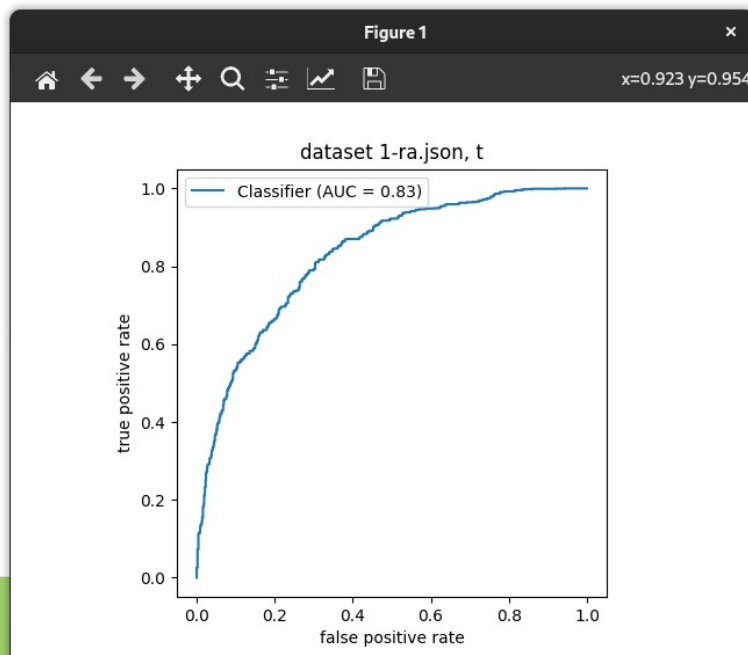 Figure 1
×
x=0.923 y=0.954
dataset 1-ra.json, t
Classifier (AUC = 0.83)
1.0
0.8
0.6
0.4
0.2
0.0
true positive rate
0.0 0.2 0.4 0.6 0.8 1.0
false positive rate